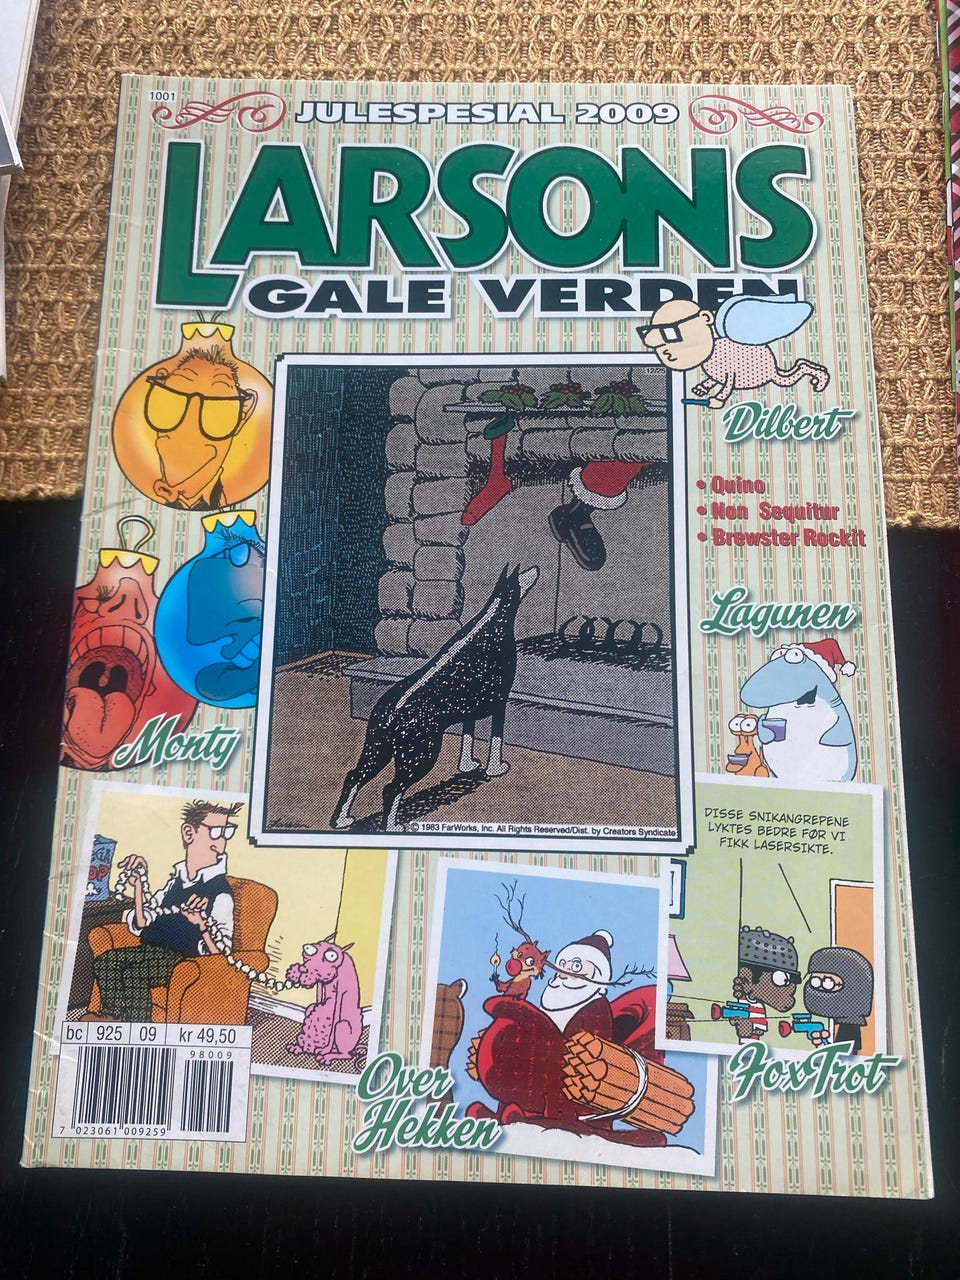 1001
JULESPESIAL 2009
LARSONS
GALE VERDEN
12/25
Dilbert
• Quino
• Non Sequitur
• Brewster Rockit
Lagunen
Monty
© 1983 FarWorks, Inc. All Rights Reserved/Dist. by Creators Syndicate
DISSE SNIKANGREPENE
LYKTES BEDRE FØR VI
FIKK LASERSIKTE.
bc 925 09 kr 49,50
98009
7 023061 009259
Over
Hekken
FoxTrot